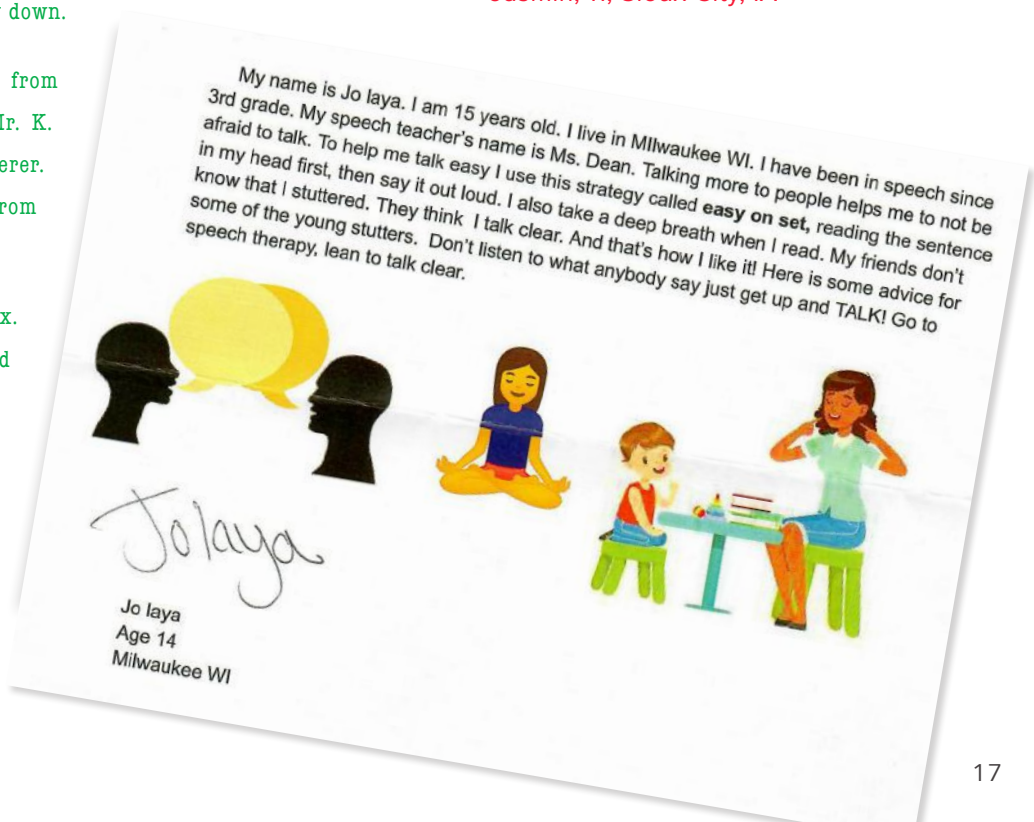 down.
from
K.
Sioux City, IA
My name is Jo laya. I am 15 years old. I live in MIlwaukee WI. I have been in speech since
3rd grade. My speech teacher's name is Ms. Dean. Talking more to people helps me to not be
afraid to talk. To help me talk easy I use this strategy called easy on set, reading the sentence
in my head first, then say it out loud. I also take a deep breath when I read. My friends don't
know that I stuttered. They think I talk clear. And that's how I like it! Here is some advice for
some of the young stutters. Don't listen to what anybody say just get up and TALK! Go to
speech therapy, lean to talk clear.
Jo laya
Jo laya
Age 14
Milwaukee WI
17